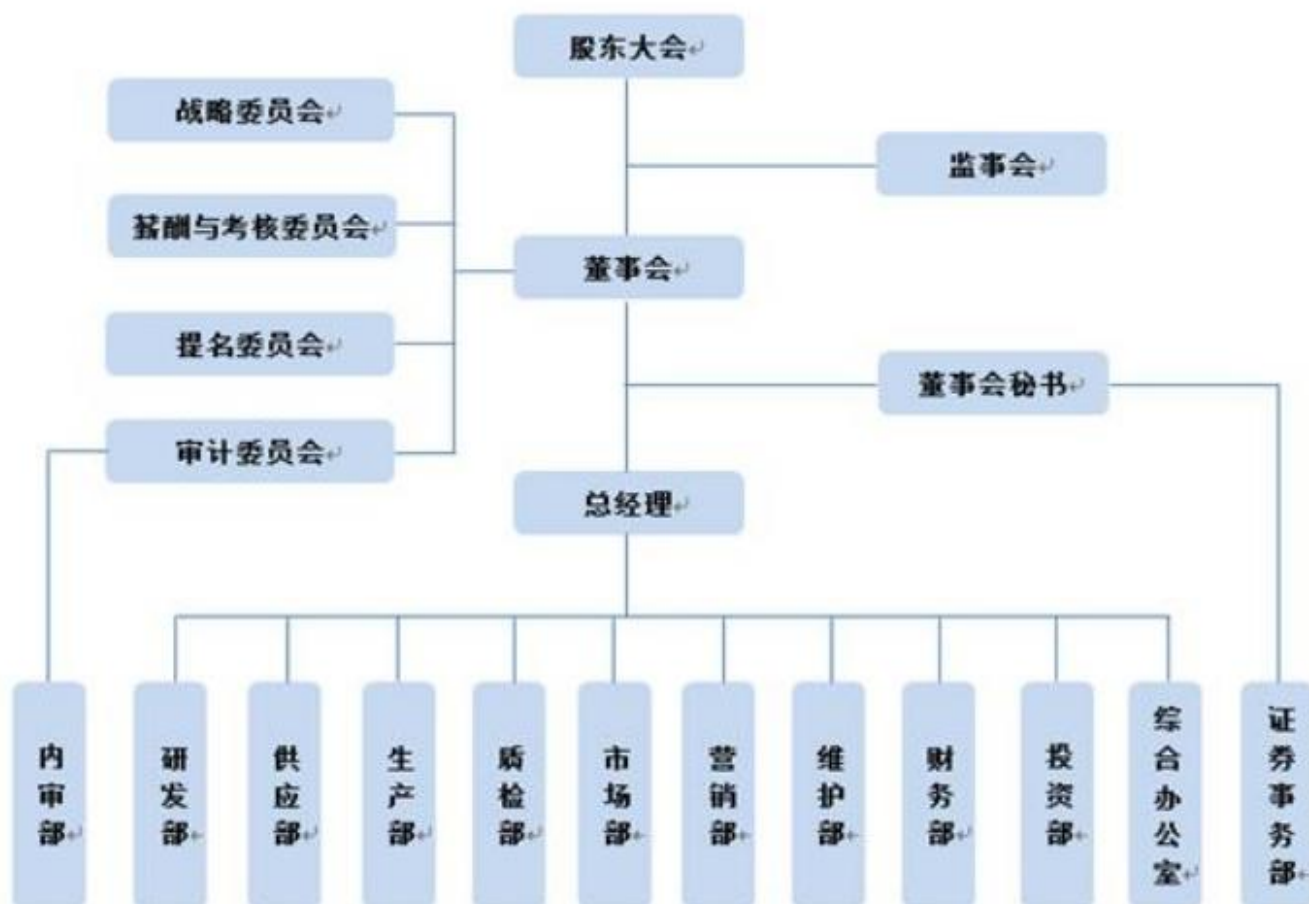 股东大会
战略委员会
监事会
薪酬与考核委员会
董事会
提名委员会
董事会秘书
审计委员会
总经理
内审部
研发部
供应部
生产部
质检部
市场部
营销部
维护部
财务部
投资部
综合办公室
证券事务部